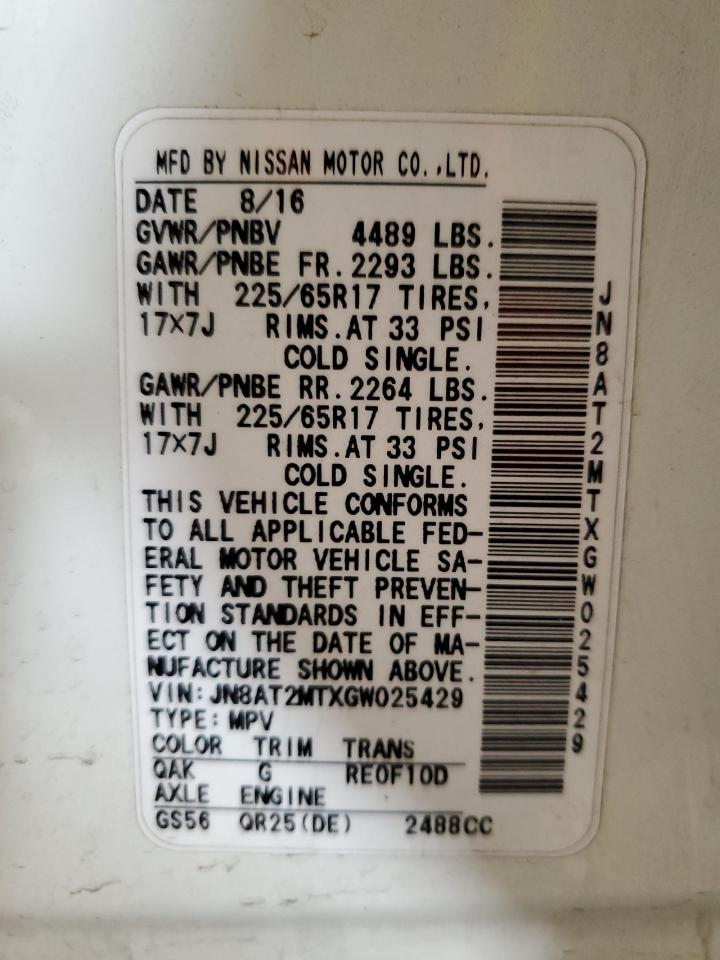 MFD BY NISSAN MOTOR CO.,LTD.
DATE 8/16
GVWR/PNBV 4489 LBS.
GAWR/PNBE FR.2293 LBS.
WITH 225/65R17 TIRES,
17X7J RIMS.AT 33 PSI
COLD SINGLE.
GAWR/PNBE RR.2264 LBS.
WITH 225/65R17 TIRES,
17X7J RIMS.AT 33 PSI
COLD SINGLE.
THIS VEHICLE CONFORMS
TO ALL APPLICABLE FED-
ERAL MOTOR VEHICLE SA-
FETY AND THEFT PREVEN-
TION STANDARDS IN EFF-
ECT ON THE DATE OF MA-
NUFACTURE SHOWN ABOVE.
VIN:JN8AT2MTXGW025429
TYPE:MPV
COLOR TRIM TRANS
QAK G RE0F10D
AXLE ENGINE
GS56 QR25(DE) 2488CC
JN8AT2MTXGW025429